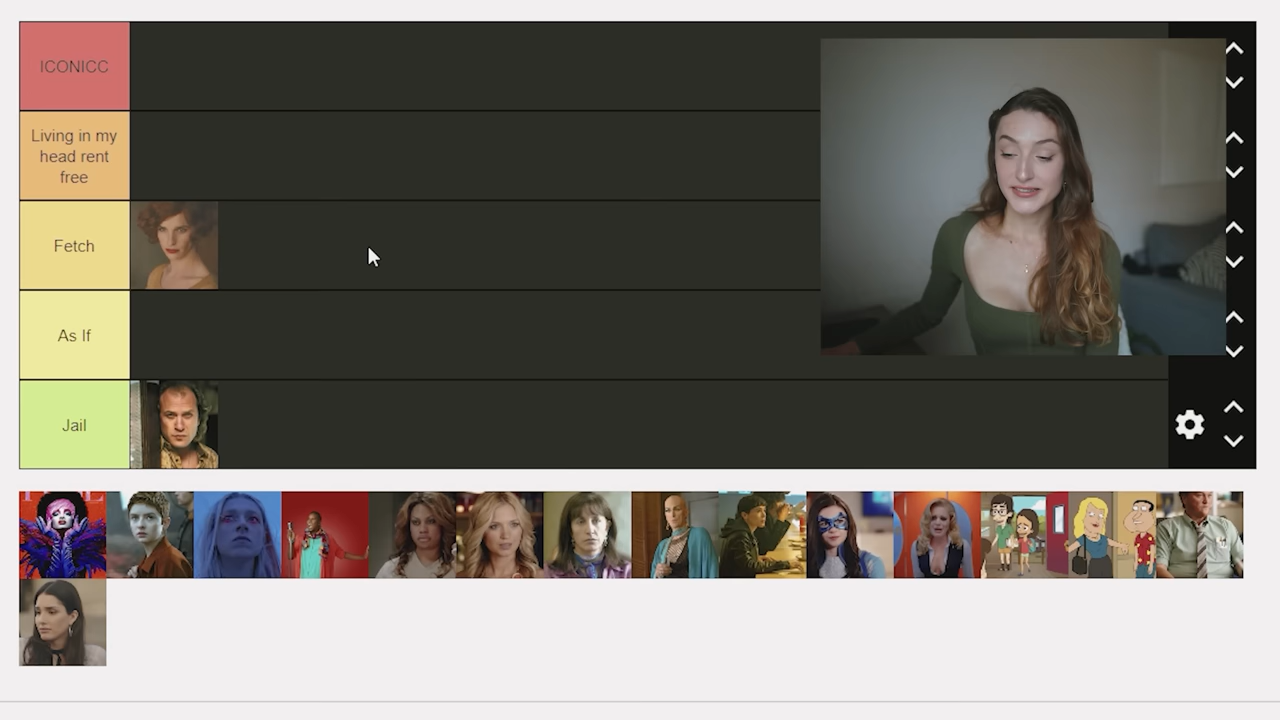 ICONICC
Living in my
head rent
free
Fetch
As If
Jail